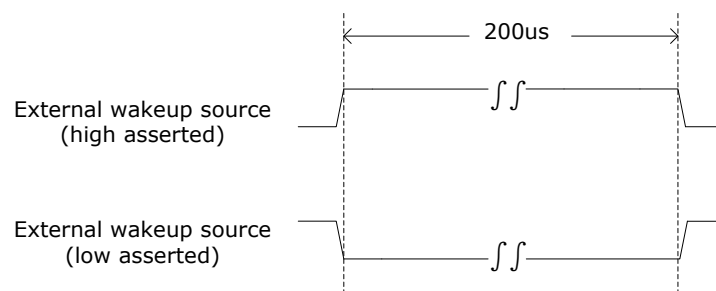 200us
External wakeup source
(high asserted)
External wakeup source
(low asserted)